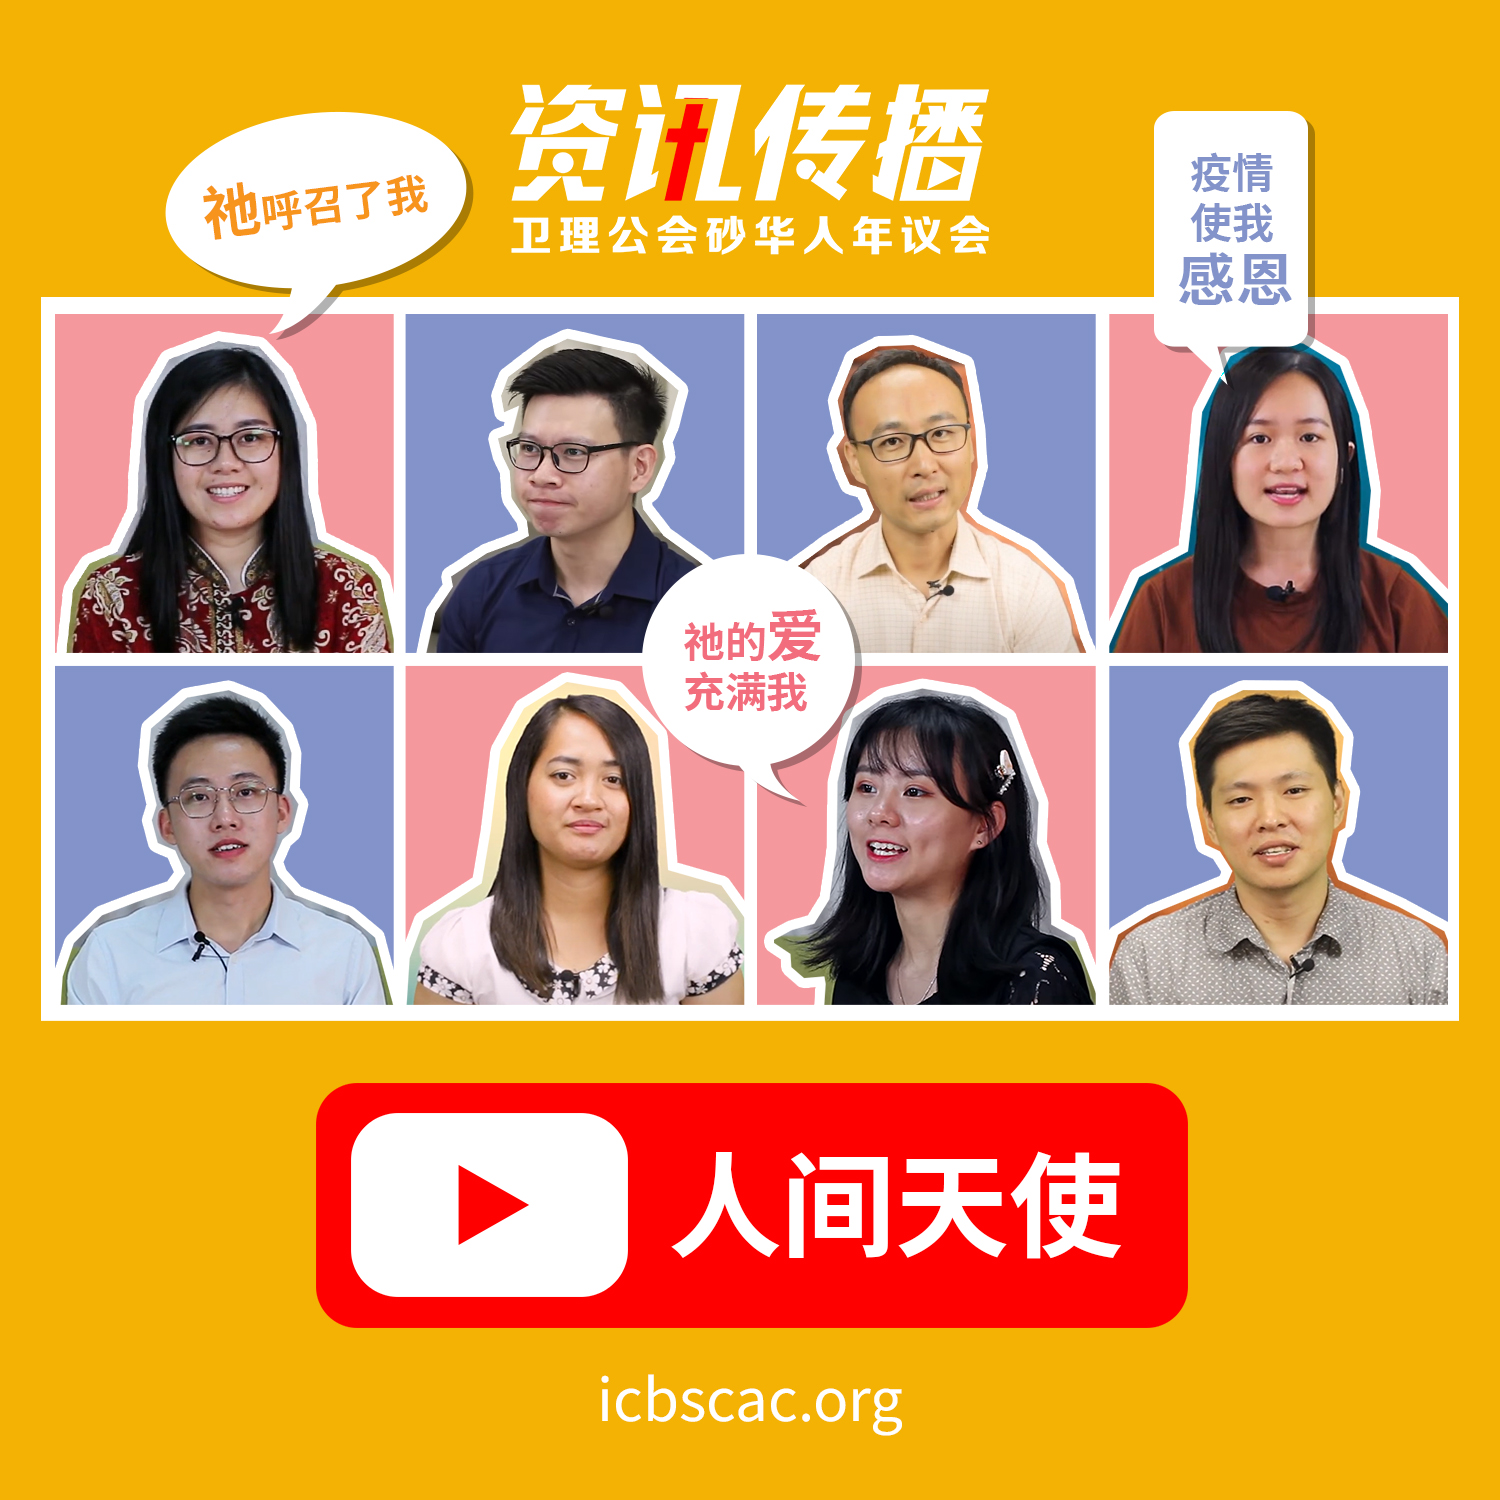 资讯传播
卫理公会砂华人年议会
祂呼召了我
疫情
使我
感恩
祂的爱
充满我
人间天使
icbscac.org